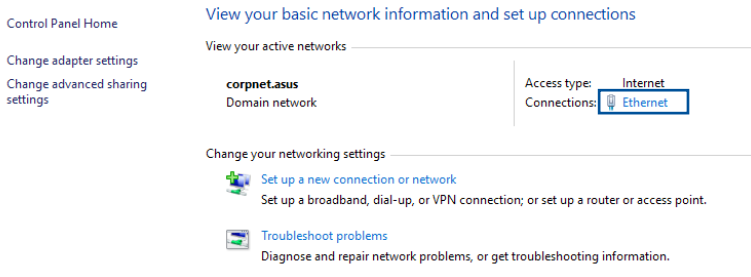 Control Panel Home
Change adapter settings
Change advanced sharing
settings
View your basic network information and set up connections
View your active networks
corpnet.asus
Domain network
Access type: Internet
Connections: Ethernet
Change your networking settings
Set up a new connection or network
Set up a broadband, dial-up, or VPN connection; or set up a router or access point.
Troubleshoot problems
Diagnose and repair network problems, or get troubleshooting information.